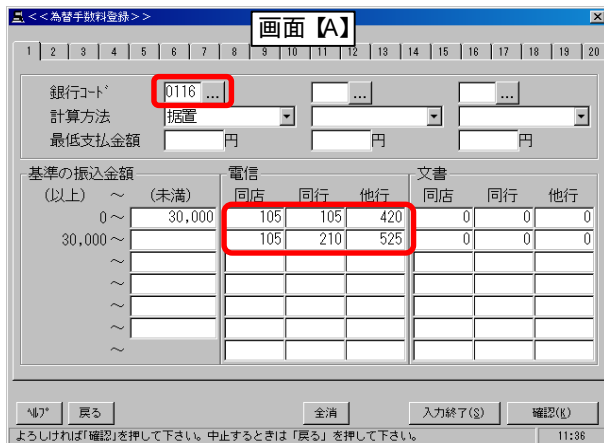 <<為替手数料登録>>
画面【A】
1 2 3 4 5 6 7 8 9 10 11 12 13 14 15 16 17 18 19 20
銀行ｺｰﾄﾞ 0116 ... ... ...
計算方法 据置
最低支払金額 円 円 円
基準の振込金額 電信 文書
(以上) ～ (未満) 同店 同行 他行 同店 同行 他行
0～ 30,000 105 105 420 0 0 0
30,000～ 105 210 525 0 0 0
～
～
～
～
～
ﾍﾙﾌﾟ 戻る 全消 入力終了(S) 確認(K)
よろしければ「確認」を押して下さい。中止するときは「戻る」を押して下さい。 11:36